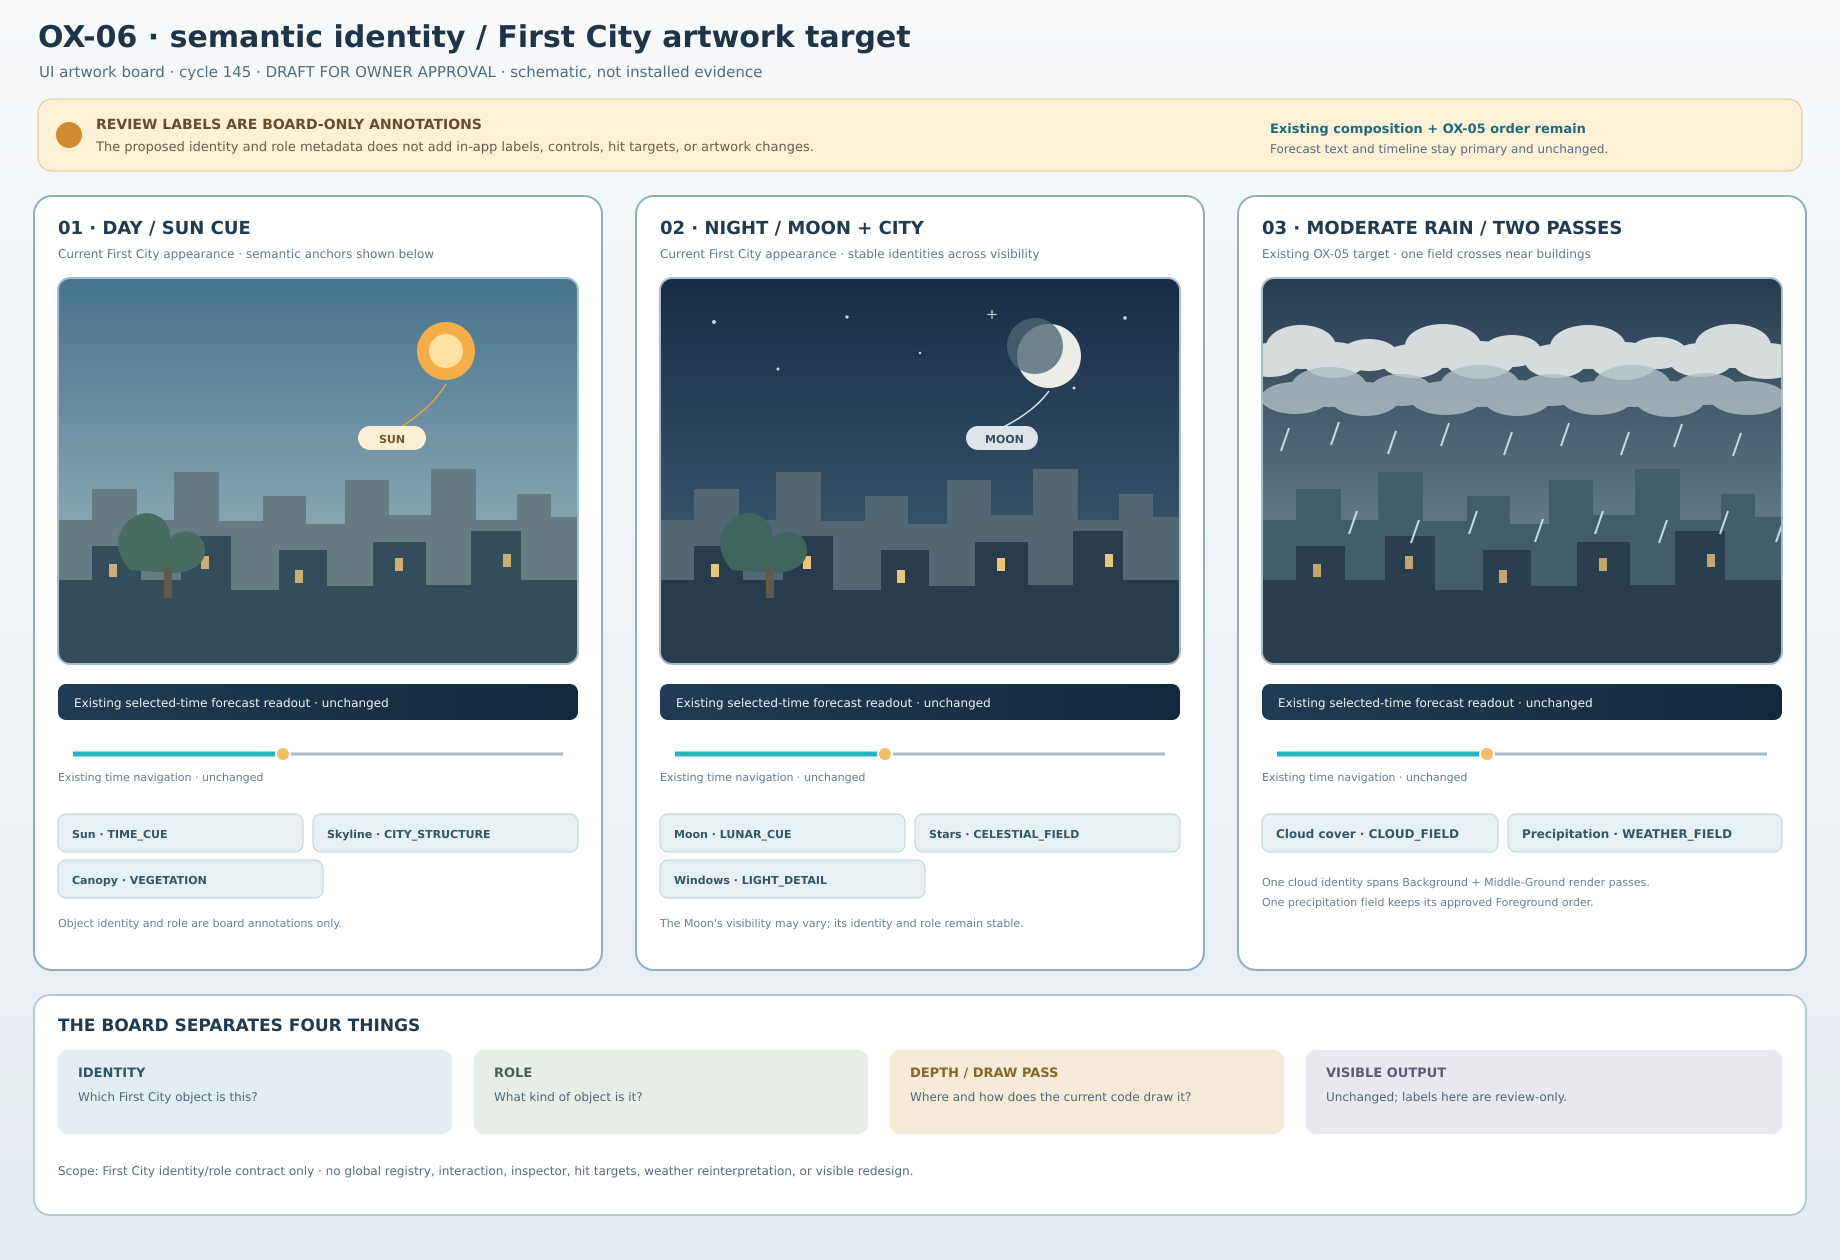 OX-06 · semantic identity / First City artwork target
UI artwork board · cycle 145 · DRAFT FOR OWNER APPROVAL · schematic, not installed evidence
REVIEW LABELS ARE BOARD-ONLY ANNOTATIONS
The proposed identity and role metadata does not add in-app labels, controls, hit targets, or artwork changes.
Existing composition + OX-05 order remain
Forecast text and timeline stay primary and unchanged.
01 · DAY / SUN CUE
Current First City appearance · semantic anchors shown below
SUN
Existing selected-time forecast readout · unchanged
Existing time navigation · unchanged
Sun · TIME_CUE
Skyline · CITY_STRUCTURE
Canopy · VEGETATION
Object identity and role are board annotations only.
02 · NIGHT / MOON + CITY
Current First City appearance · stable identities across visibility
MOON
Existing selected-time forecast readout · unchanged
Existing time navigation · unchanged
Moon · LUNAR_CUE
Stars · CELESTIAL_FIELD
Windows · LIGHT_DETAIL
The Moon's visibility may vary; its identity and role remain stable.
03 · MODERATE RAIN / TWO PASSES
Existing OX-05 target · one field crosses near buildings
Existing selected-time forecast readout · unchanged
Existing time navigation · unchanged
Cloud cover · CLOUD_FIELD
Precipitation · WEATHER_FIELD
One cloud identity spans Background + Middle-Ground render passes.
One precipitation field keeps its approved Foreground order.
THE BOARD SEPARATES FOUR THINGS
IDENTITY
Which First City object is this?
ROLE
What kind of object is it?
DEPTH / DRAW PASS
Where and how does the current code draw it?
VISIBLE OUTPUT
Unchanged; labels here are review-only.
Scope: First City identity/role contract only · no global registry, interaction, inspector, hit targets, weather reinterpretation, or visible redesign.